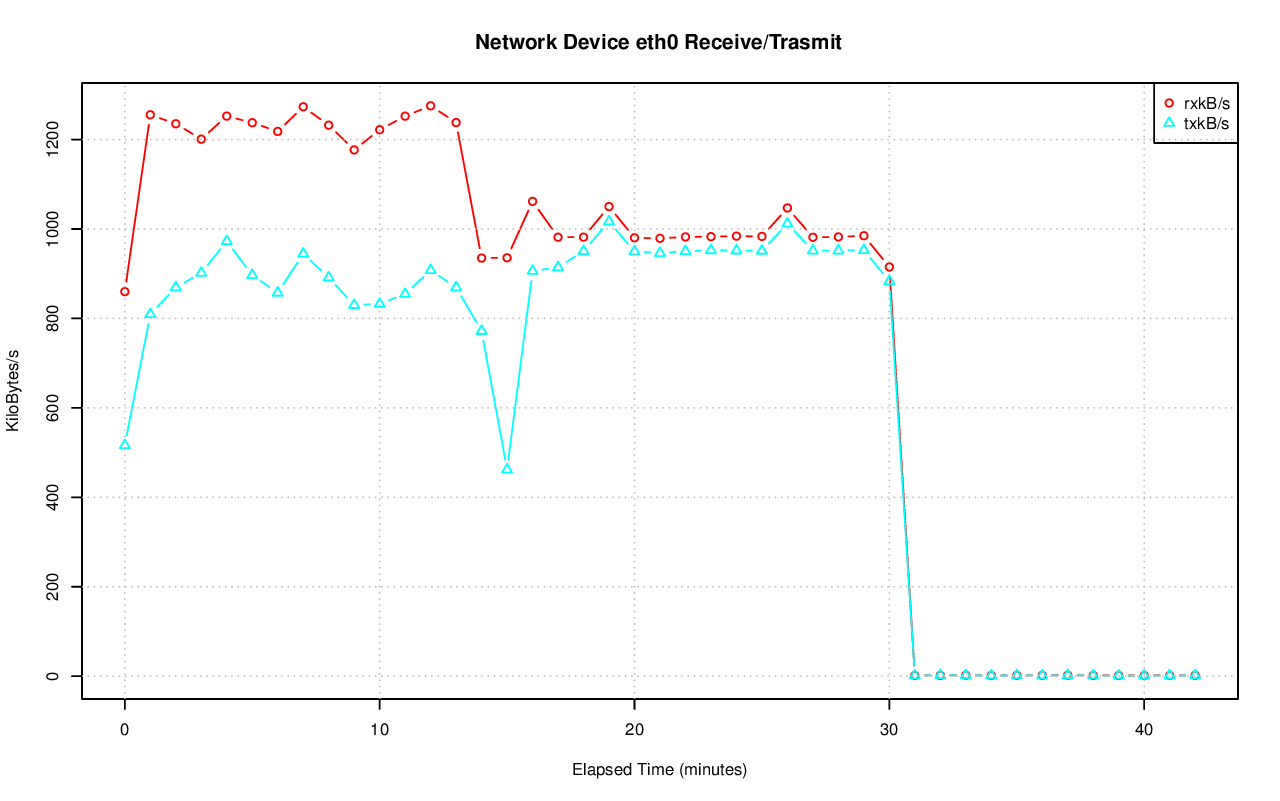 Network Device eth0 Receive/Trasmit
rxkB/s
txkB/s
KiloBytes/s
1200
1000
800
600
400
200
0
0 10 20 30 40
Elapsed Time (minutes)